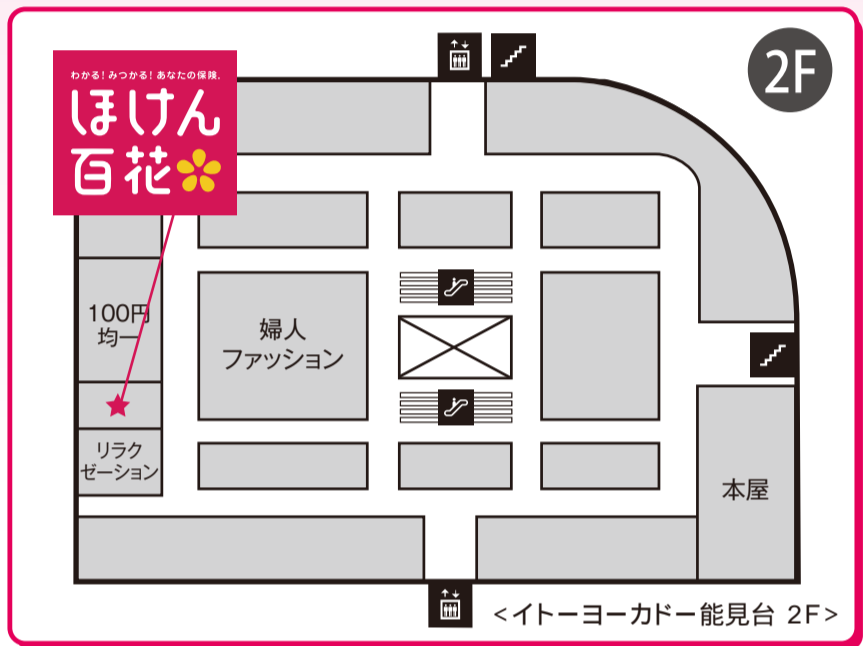 2F
わかる!みつかる!あなたの保険。
ほけん
百花
100円
均一
婦人
ファッション
リラク
ゼーション
本屋
<イトーヨーカドー能見台 2F>